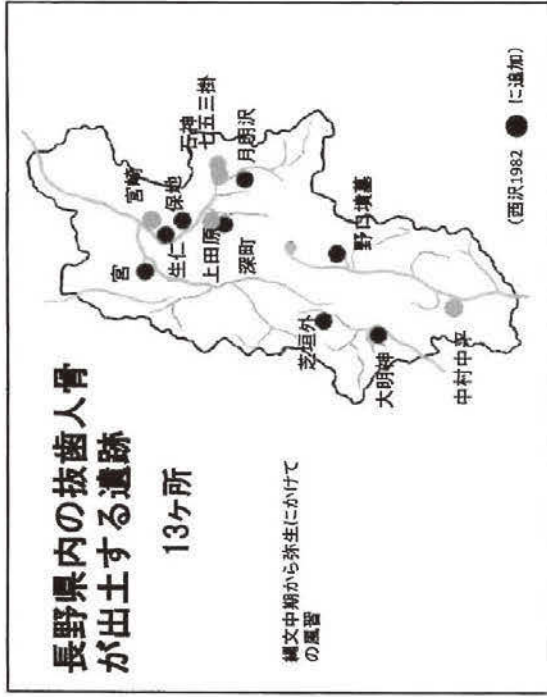 長野県内の抜歯人骨
が出土する遺跡
13ヶ所
縄文中期から弥生にかけて
の風習
宮
宮崎
生仁
保地
石神
七五三掛
上田原
深町
月明沢
芝垣外
大明神
野口墳墓
中村中平
(西沢1982 ● に追加)